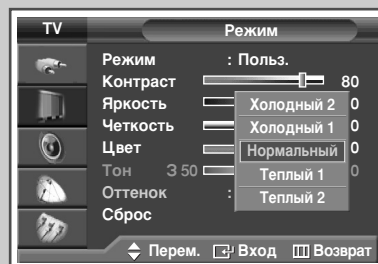 TV Режим
Режим : Польз.
Контраст 80
Яркость 0
Холодный 2
Четкость 0
Холодный 1
Цвет 0
Нормальный
Тон З 50 0
Теплый 1
Оттенок :
Теплый 2
Сброс
Перем. Вход Возврат